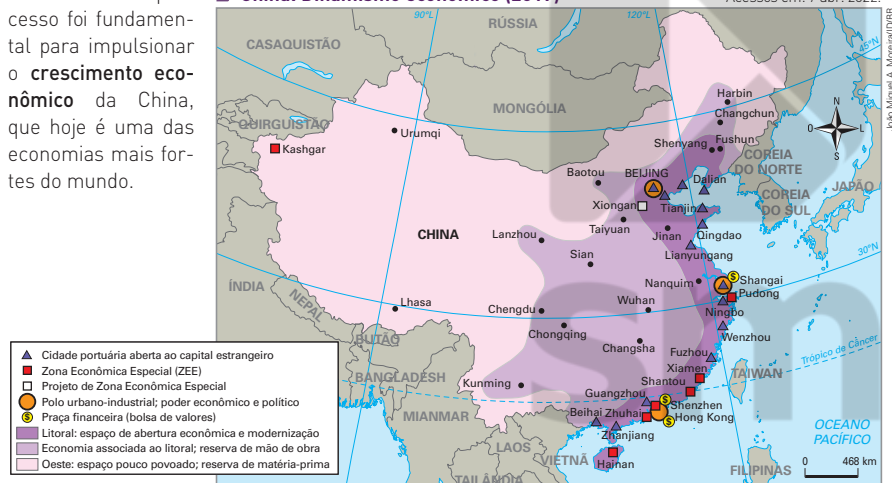 cesso foi fundamen-
tal para impulsionar
o crescimento eco-
nômico da China,
que hoje é uma das
economias mais for-
tes do mundo.
90°L
120°L
RÚSSIA
CASAQUISTÃO
45°N
MONGÓLIA
Harbin
Changchun
QUIRGUISTÃO
Urumqi
Kashgar
Shenyang
Fushun
N
O
L
S
COREIA
DO NORTE
Baotou
BEIJING
Dalian
JAPÃO
COREIA
DO SUL
Xiongan
Tianjin
Taiyuan
CHINA
Lanzhou
Jinan
Qingdao
Lianyungang
Sian
30°N
ÍNDIA
Nanquim
Shangai
Pudong
NEPAL
Lhasa
Chengdu
Wuhan
Ningbo
Chongqing
Wenzhou
BUTÃO
Changsha
Fuzhou
Trópico de Câncer
BANGLADESH
Xiamen
TAIWAN
Kunming
Shantou
Guangzhou
MIANMAR
Beihai
Zhuhai
Shenzhen
Hong Kong
OCEANO
PACÍFICO
Zhanjiang
LAOS
VIETNÃ
Hainan
TAILÂNDIA
FILIPINAS
0 468 km
Cidade portuária aberta ao capital estrangeiro
Zona Econômica Especial (ZEE)
Projeto de Zona Econômica Especial
Polo urbano-industrial; poder econômico e político
$ Praça financeira (bolsa de valores)
Litoral: espaço de abertura econômica e modernização
Economia associada ao litoral; reserva de mão de obra
Oeste: espaço pouco povoado; reserva de matéria-prima
João Miguel A. Moreira/ID/BR
sm